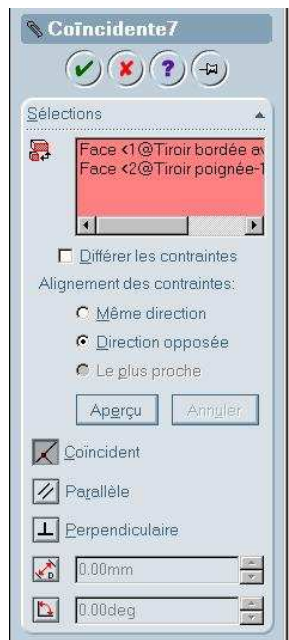 Coïncidente7
?
Sélections
Face <1@Tiroir bordée
Face <2@Tiroir poignée-1
Différer les contraintes
Alignement des contraintes:
Même direction
Direction opposée
Le plus proche
Aperçu Annuler
Coïncident
Parallèle
Perpendiculaire
0.00mm
0.00deg